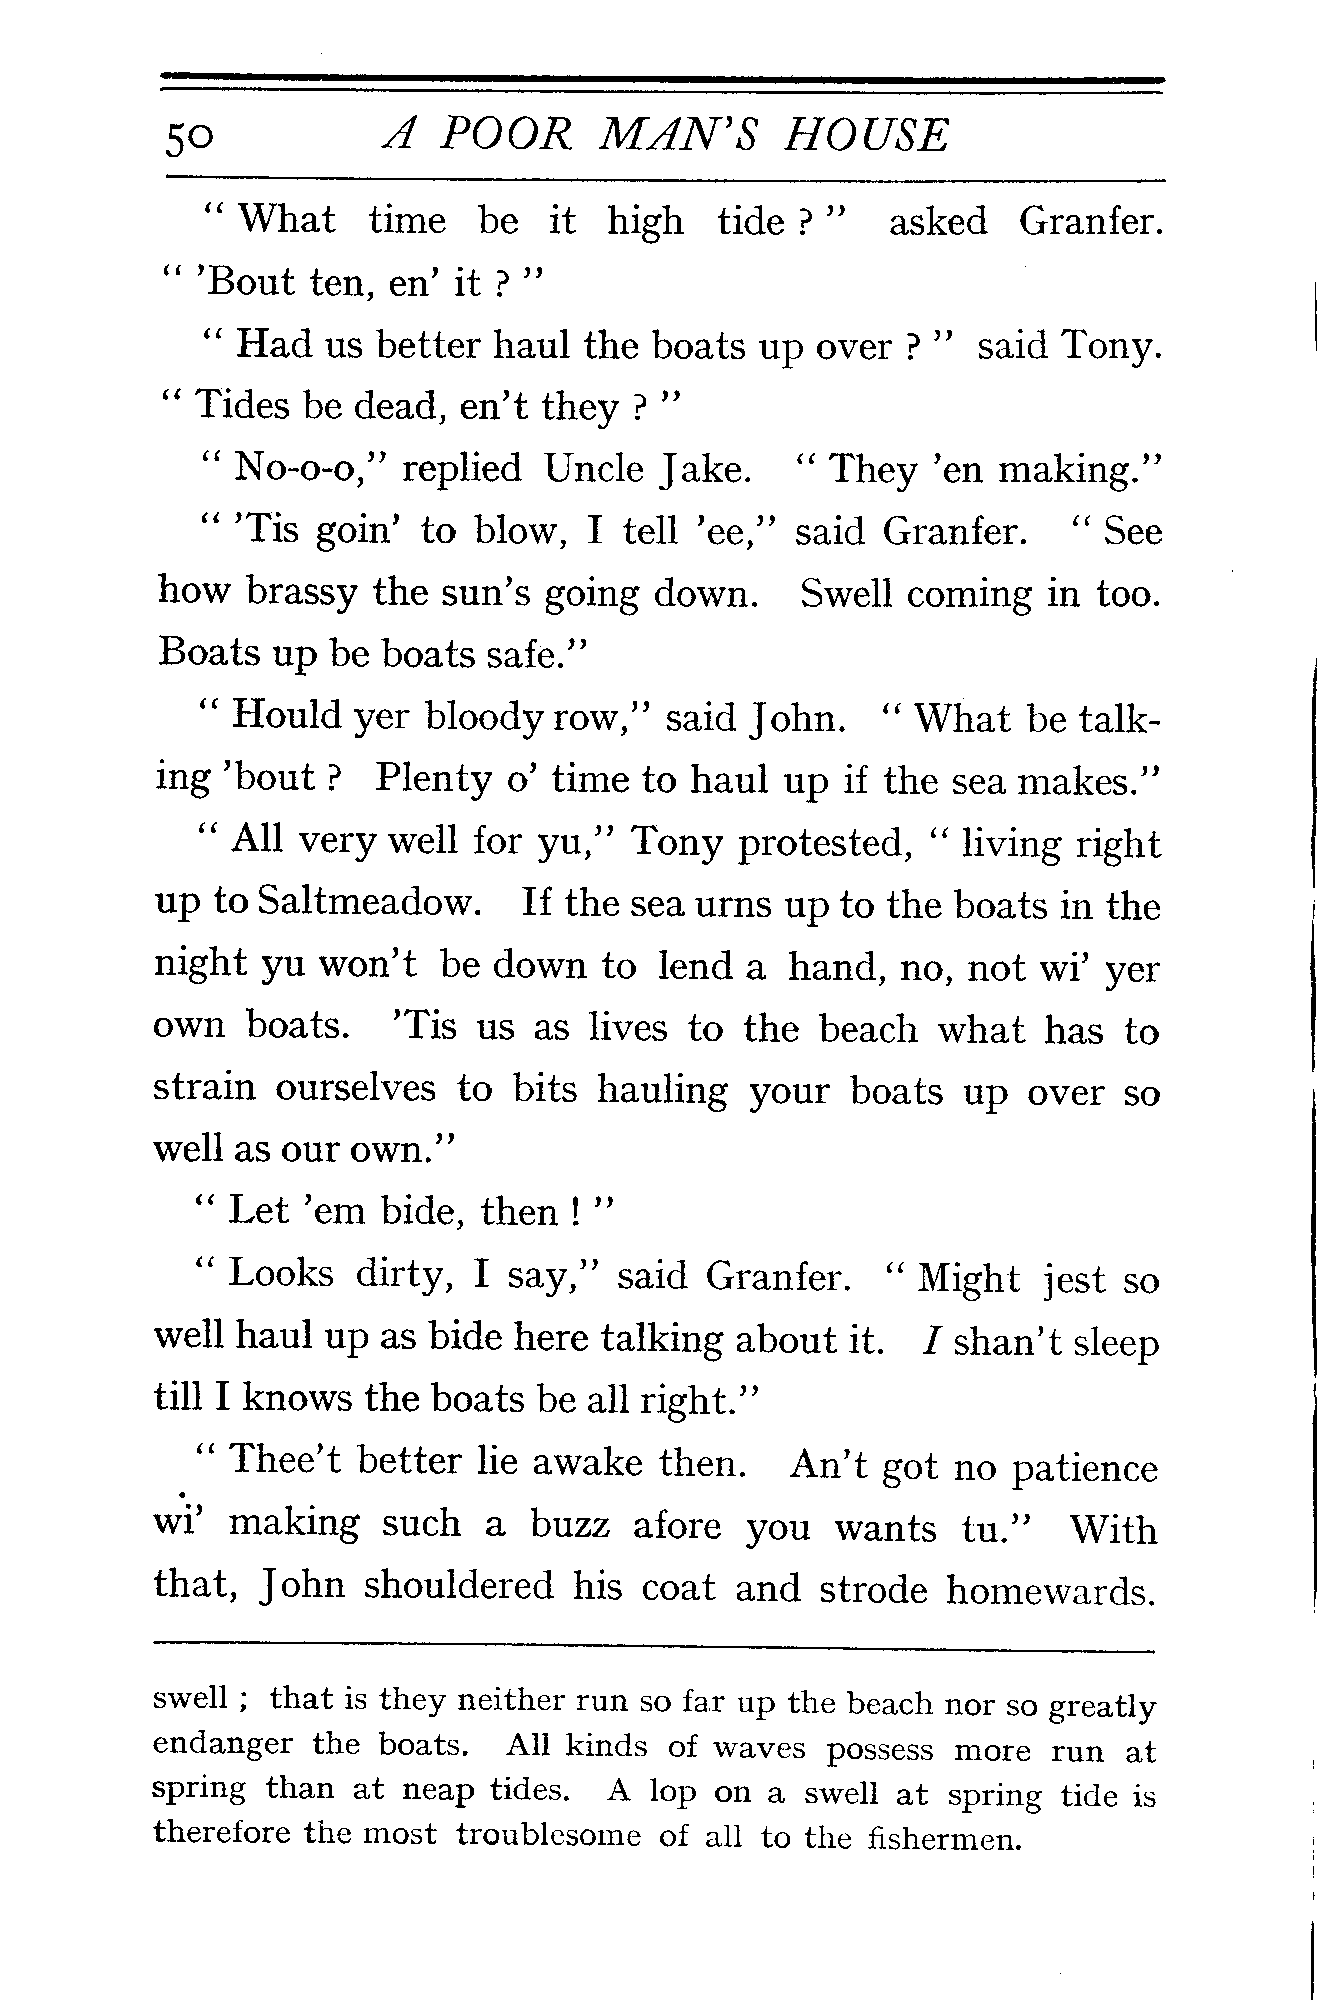 50 A POOR MAN'S HOUSE
" What time be it high tide ? " asked Granfer.
" 'Bout ten, en' it ? "
" Had us better haul the boats up over ? " said Tony.
" Tides be dead, en't they ? "
" No-o-o," replied Uncle Jake. " They 'en making."
" 'Tis goin' to blow, I tell 'ee," said Granfer. " See
how brassy the sun's going down. Swell coming in too.
Boats up be boats safe."
" Hould yer bloody row," said John. " What be talk-
ing 'bout ? Plenty o' time to haul up if the sea makes."
" All very well for yu," Tony protested, " living right
up to Saltmeadow. If the sea urns up to the boats in the
night yu won't be down to lend a hand, no, not wi' yer
own boats. 'Tis us as lives to the beach what has to
strain ourselves to bits hauling your boats up over so
well as our own."
" Let 'em bide, then ! "
" Looks dirty, I say," said Granfer. " Might jest so
well haul up as bide here talking about it. I shan't sleep
till I knows the boats be all right."
" Thee't better lie awake then. An't got no patience
wi' making such a buzz afore you wants tu." With
that, John shouldered his coat and strode homewards.
swell ; that is they neither run so far up the beach nor so greatly
endanger the boats. All kinds of waves possess more run at
spring than at neap tides. A lop on a swell at spring tide is
therefore the most troublesome of all to the fishermen.